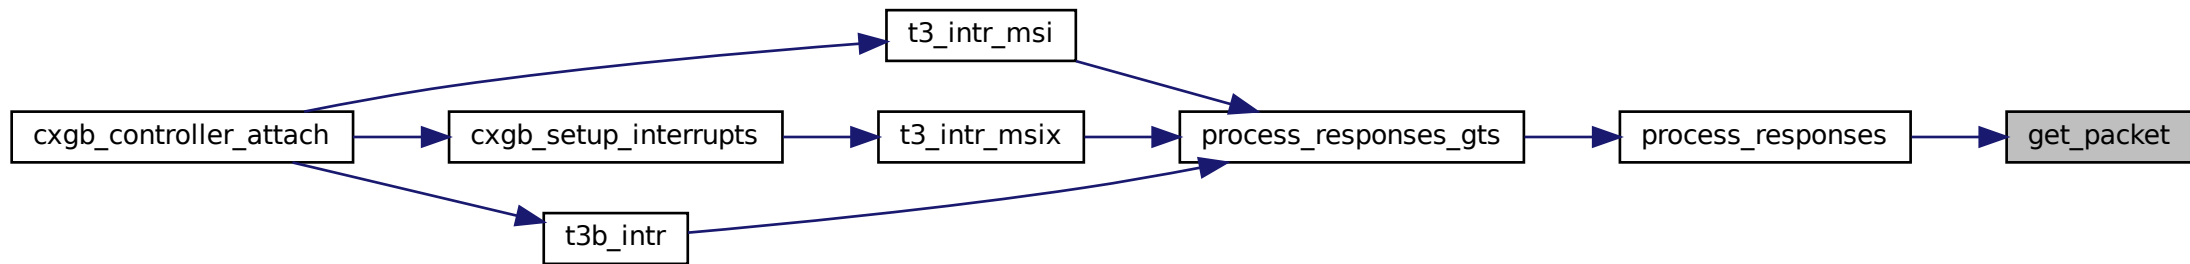 t3_intr_msi
cxgb_controller_attach
cxgb_setup_interrupts
t3_intr_msix
process_responses_gts
process_responses
get_packet
t3b_intr